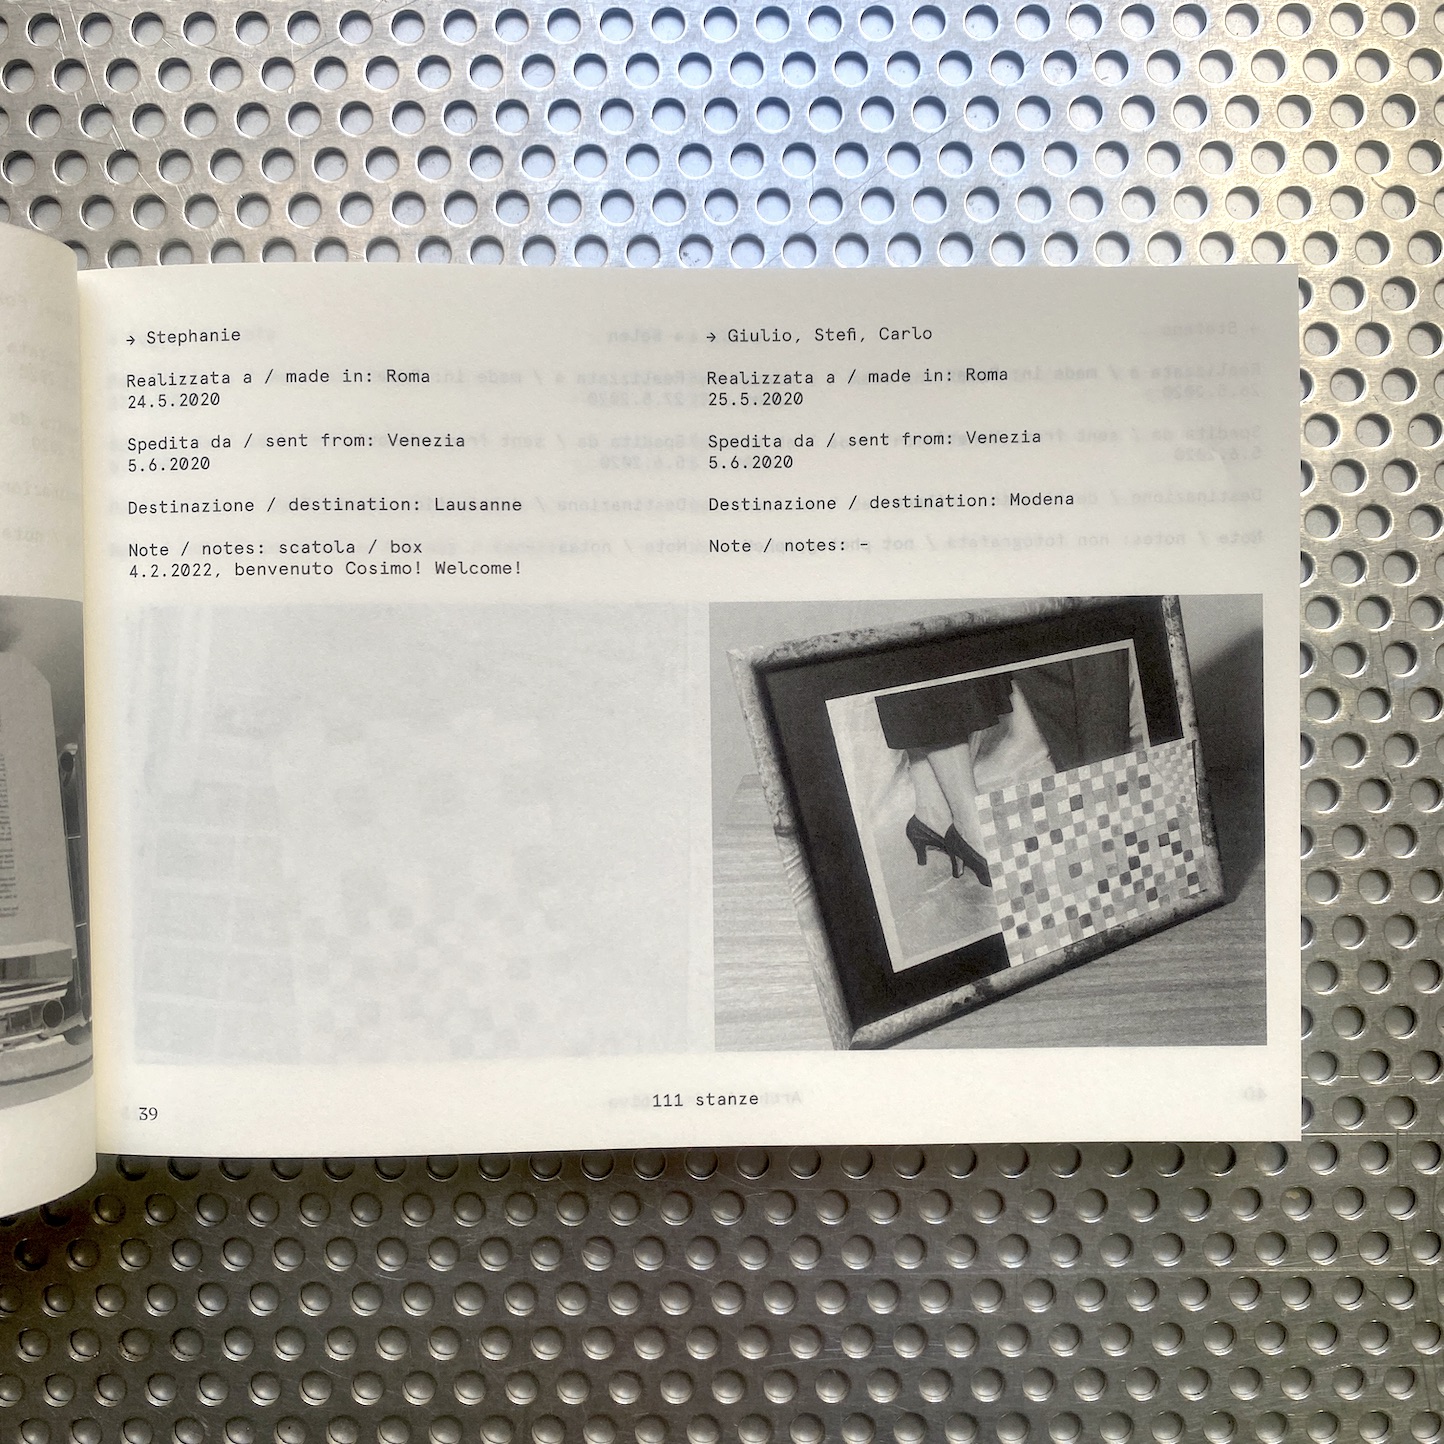 → Stephanie
Realizzata a / made in: Roma
24.5.2020
Spedita da / sent from: Venezia
5.6.2020
Destinazione / destination: Lausanne
Note / notes: scatola / box
4.2.2022, benvenuto Cosimo! Welcome!
→ Giulio, Stefi, Carlo
Realizzata a / made in: Roma
25.5.2020
Spedita da / sent from: Venezia
5.6.2020
Destinazione / destination: Modena
Note / notes: -
39
111 stanze